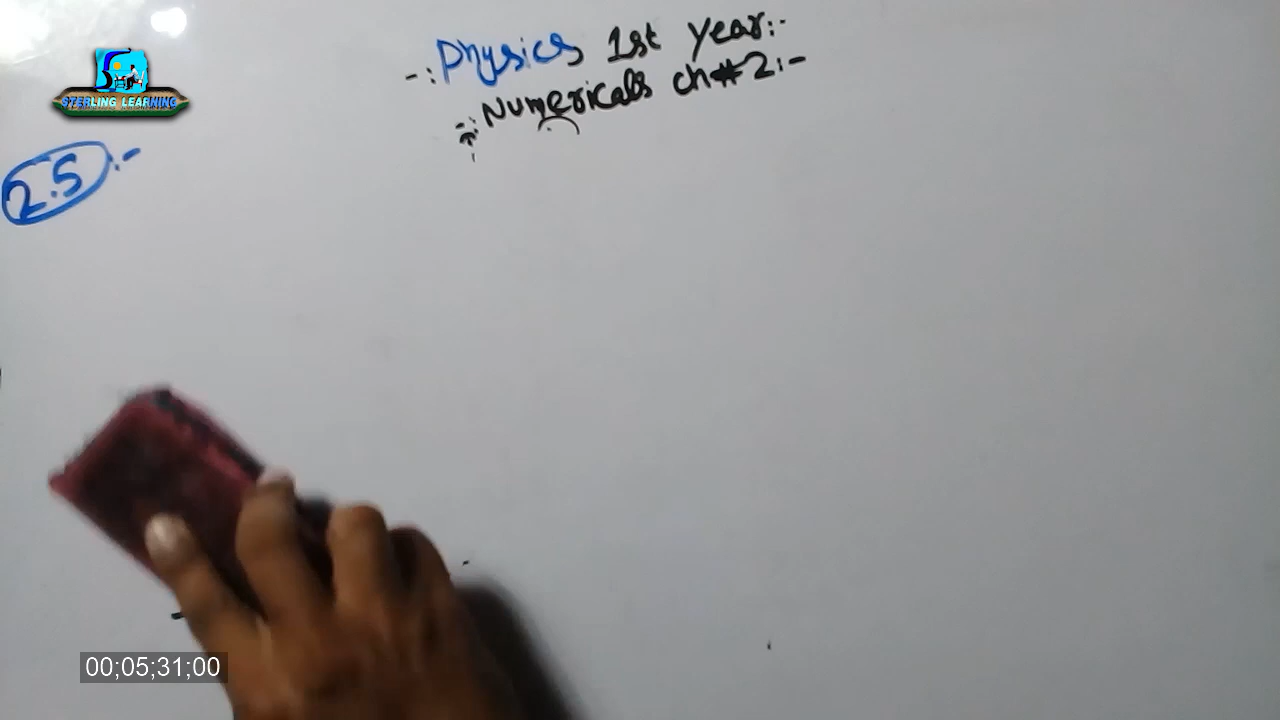 STERLING LEARNING
-: Physics 1st Year:-
-: Numericals Ch#2:-
2.5:-
00;05;31;00